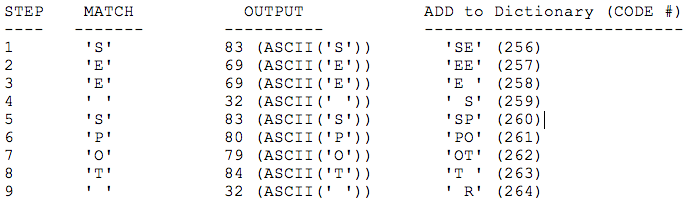 STEP    MATCH             OUTPUT              ADD to Dictionary (CODE #)
----    -------           ----------          --------------------------
1       'S'             83 (ASCII('S'))         'SE' (256)
2       'E'             69 (ASCII('E'))         'EE' (257)
3       'E'             69 (ASCII('E'))         'E ' (258)
4       ' '             32 (ASCII(' '))         ' S' (259)
5       'S'             83 (ASCII('S'))         'SP' (260)
6       'P'             80 (ASCII('P'))         'PO' (261)
7       'O'             79 (ASCII('O'))         'OT' (262)
8       'T'             84 (ASCII('T'))         'T ' (263)
9       ' '             32 (ASCII(' '))         ' R' (264)